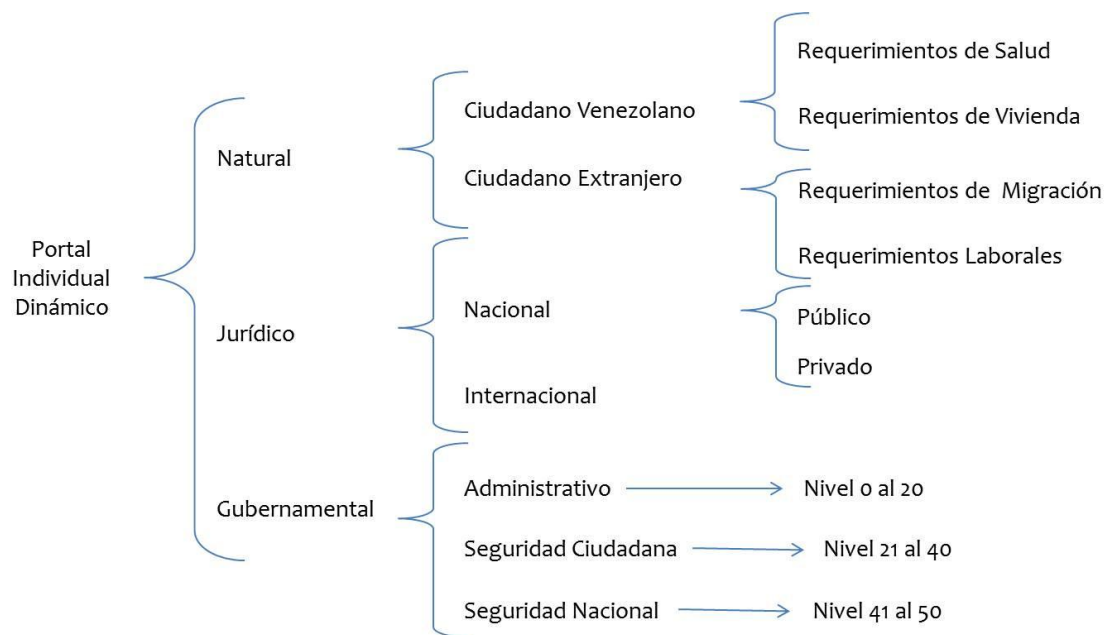 Portal
Individual
Dinámico
Natural
Ciudadano Venezolano
Requerimientos de Salud
Requerimientos de Vivienda
Ciudadano Extranjero
Requerimientos de Migración
Requerimientos Laborales
Jurídico
Nacional
Público
Privado
Internacional
Gubernamental
Administrativo
Nivel 0 al 20
Seguridad Ciudadana
Nivel 21 al 40
Seguridad Nacional
Nivel 41 al 50